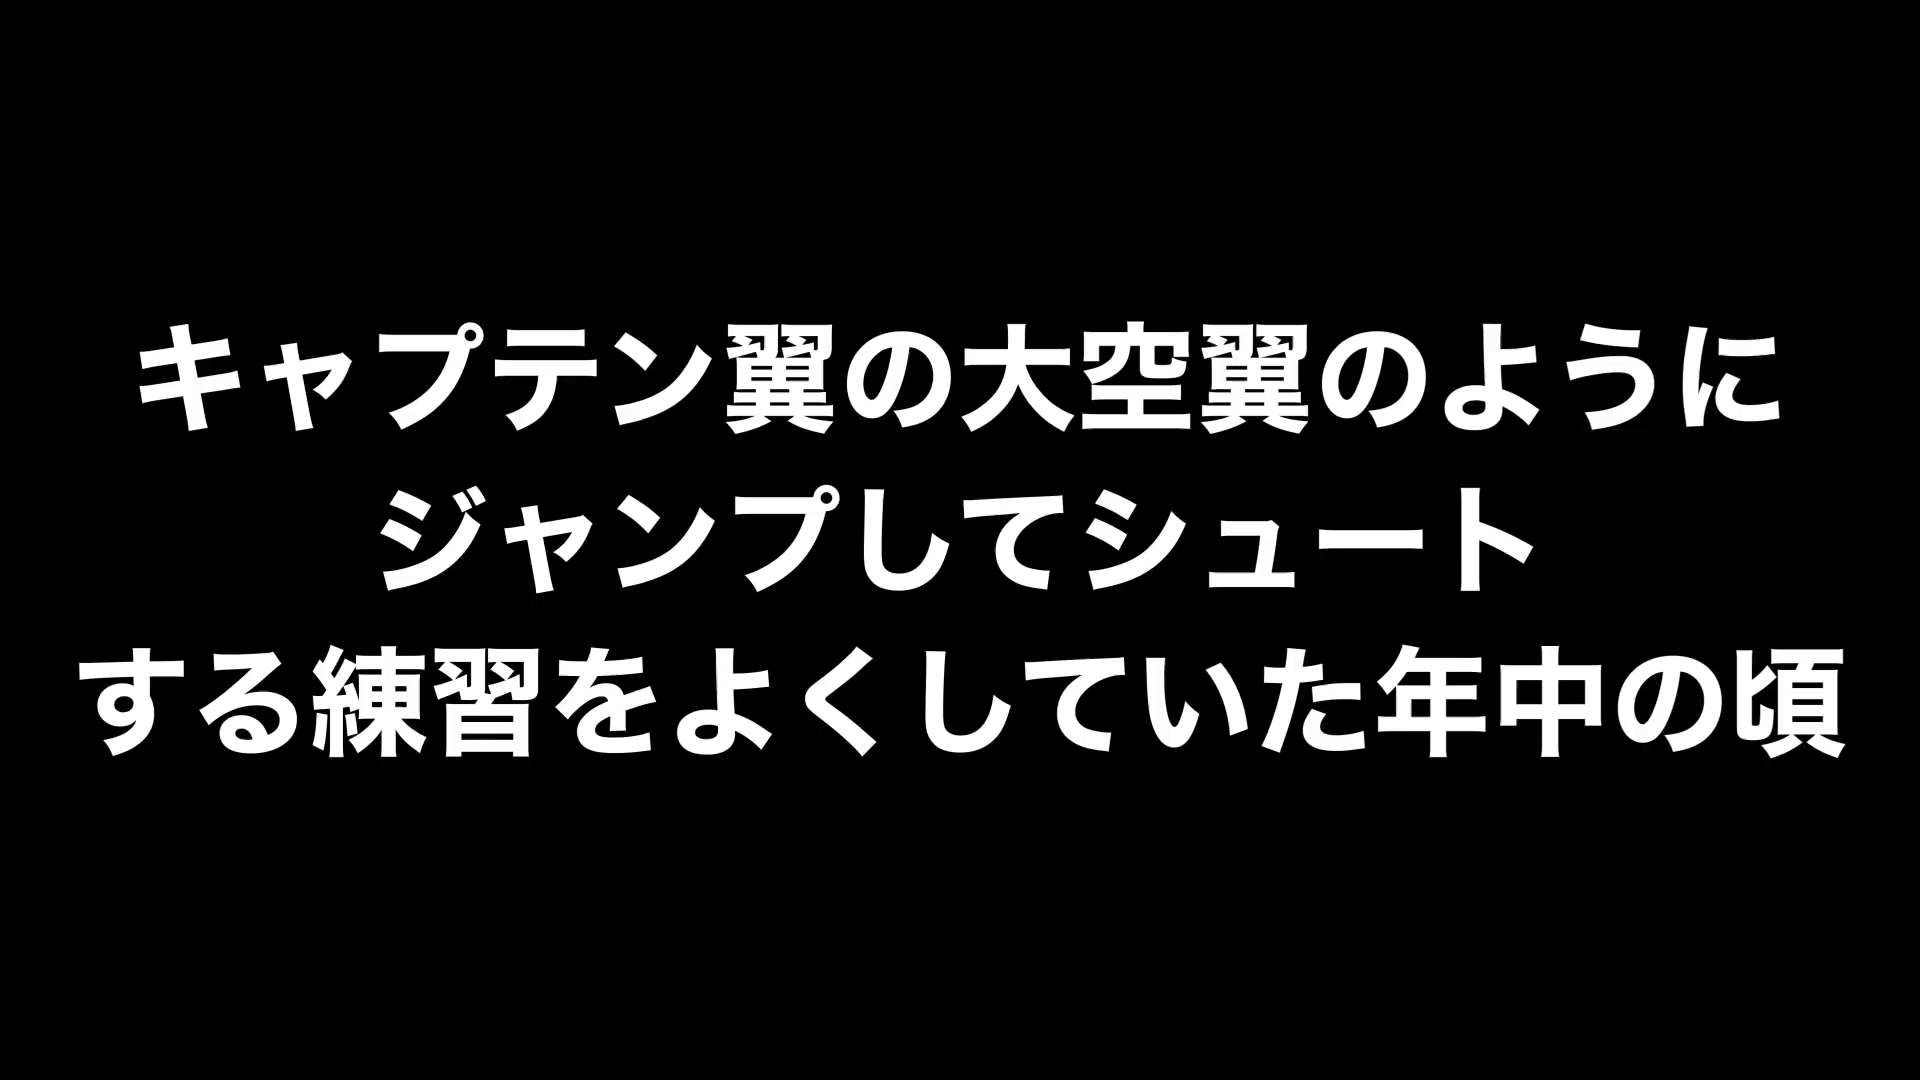 キャプテン翼の大空翼のように
ジャンプしてシュート
する練習をよくしていた年中の頃